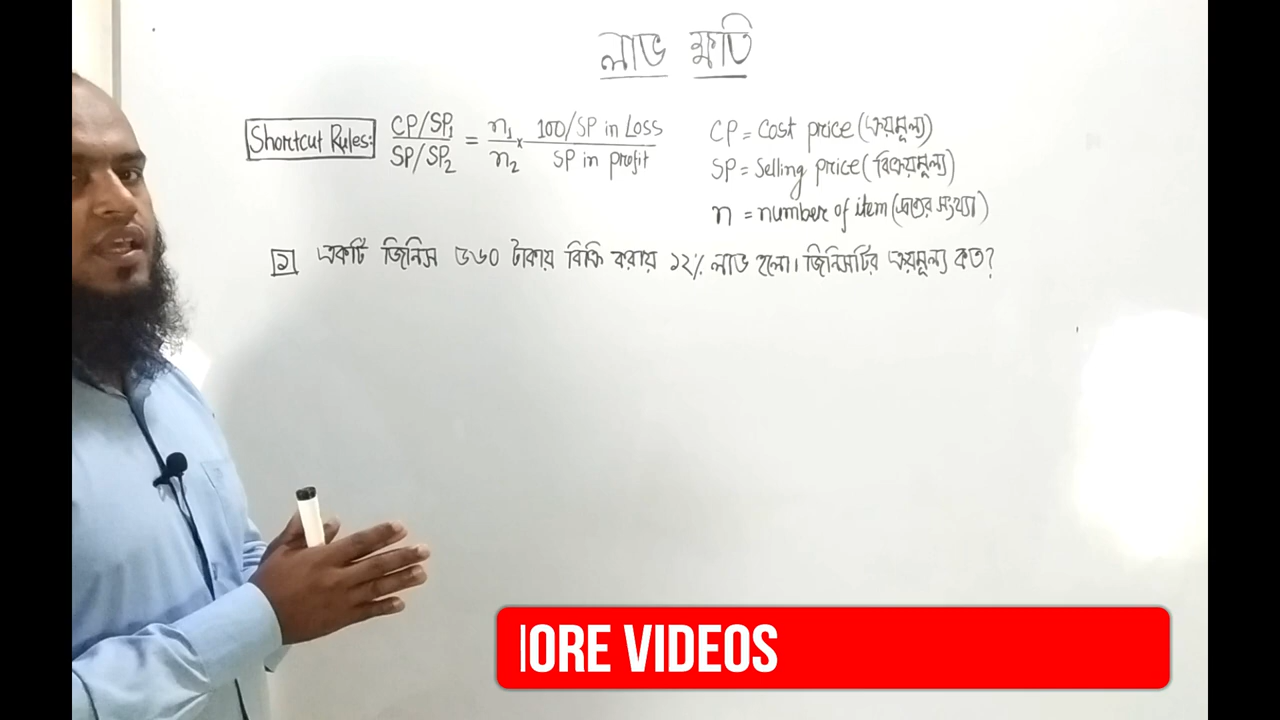 লাভ ক্ষতি
Shortcut Rules: CP/SP₁ / SP/SP₂ = n₁/n₂ × 100/SP in Loss / SP in profit
CP = Cost price (ক্রয়মূল্য)
SP = Selling price (বিক্রয়মূল্য)
n = number of item (দ্রব্যের সংখ্যা)
১ একটি জিনিস ৩৬০ টাকায় বিক্রি করায় ১২% লাভ হলো। জিনিসটির ক্রয়মূল্য কত?
MORE VIDEOS